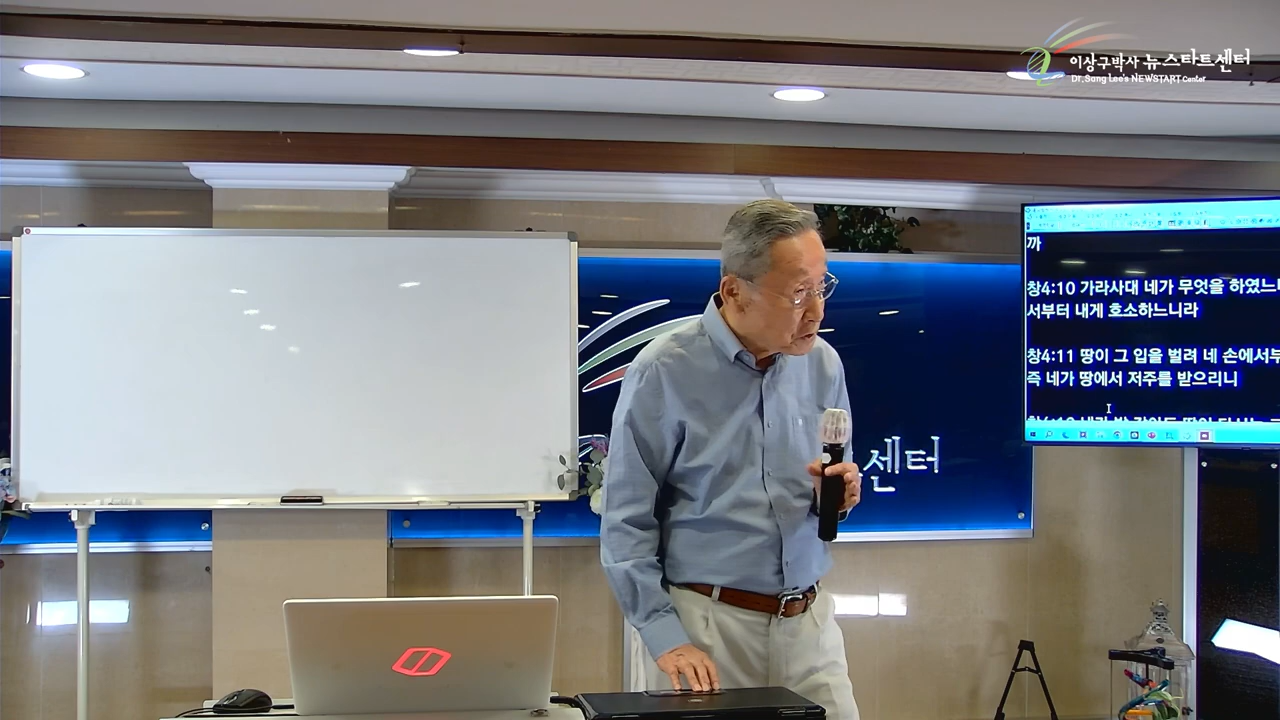 이상구박사 뉴스타트센터
Dr. Sang Lee's NEWSTART Center
까
창4:10 가라사대 네가 무엇을 하였느
서부터 내게 호소하느니라
창4:11 땅이 그 입을 벌려 네 손에서부
즉 네가 땅에서 저주를 받으리니
센터